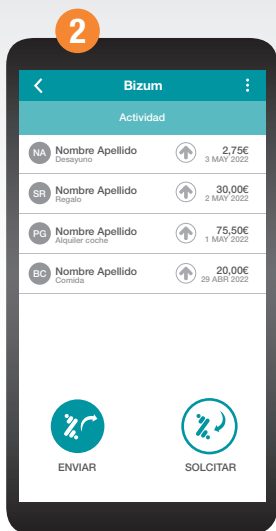 2
Bizum
Actividad
NA Nombre Apellido 2,75€
Desayuno 3 MAY 2022
SR Nombre Apellido 30,00€
Regalo 2 MAY 2022
PG Nombre Apellido 75,50€
Alquiler coche 1 MAY 2022
BC Nombre Apellido 20,00€
Comida 29 ABR 2022
ENVIAR SOLCITAR